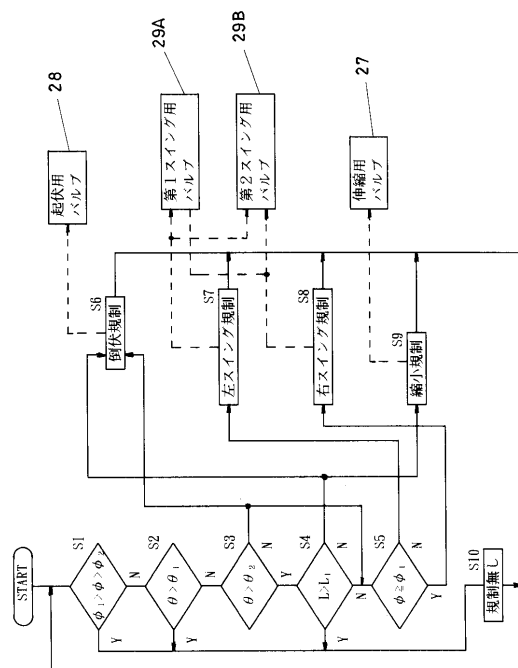 START
S1
φ₁>φ>φ₂
Y
N
S2
θ>θ₁
Y
N
S3
θ>θ₂
N
Y
S4
L>L₁
Y
N
N
S5
φ≦φ₁
N
Y
S10
規制無し
S6
倒伏規制
S7
左スイング規制
S8
右スイング規制
S9
縮小規制
起伏用
バルブ
28
第1スイング用
バルブ
29A
第2スイング用
バルブ
29B
伸縮用
バルブ
27